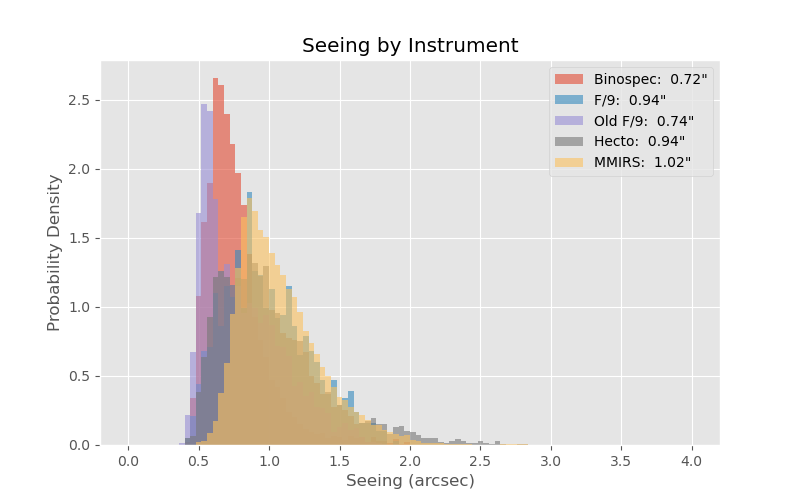 Seeing by Instrument
Binospec:  0.72"
F/9:  0.94"
Old F/9:  0.74"
Hecto:  0.94"
MMIRS:  1.02"
Probability Density
2.5
2.0
1.5
1.0
0.5
0.0
0.0 0.5 1.0 1.5 2.0 2.5 3.0 3.5 4.0
Seeing (arcsec)